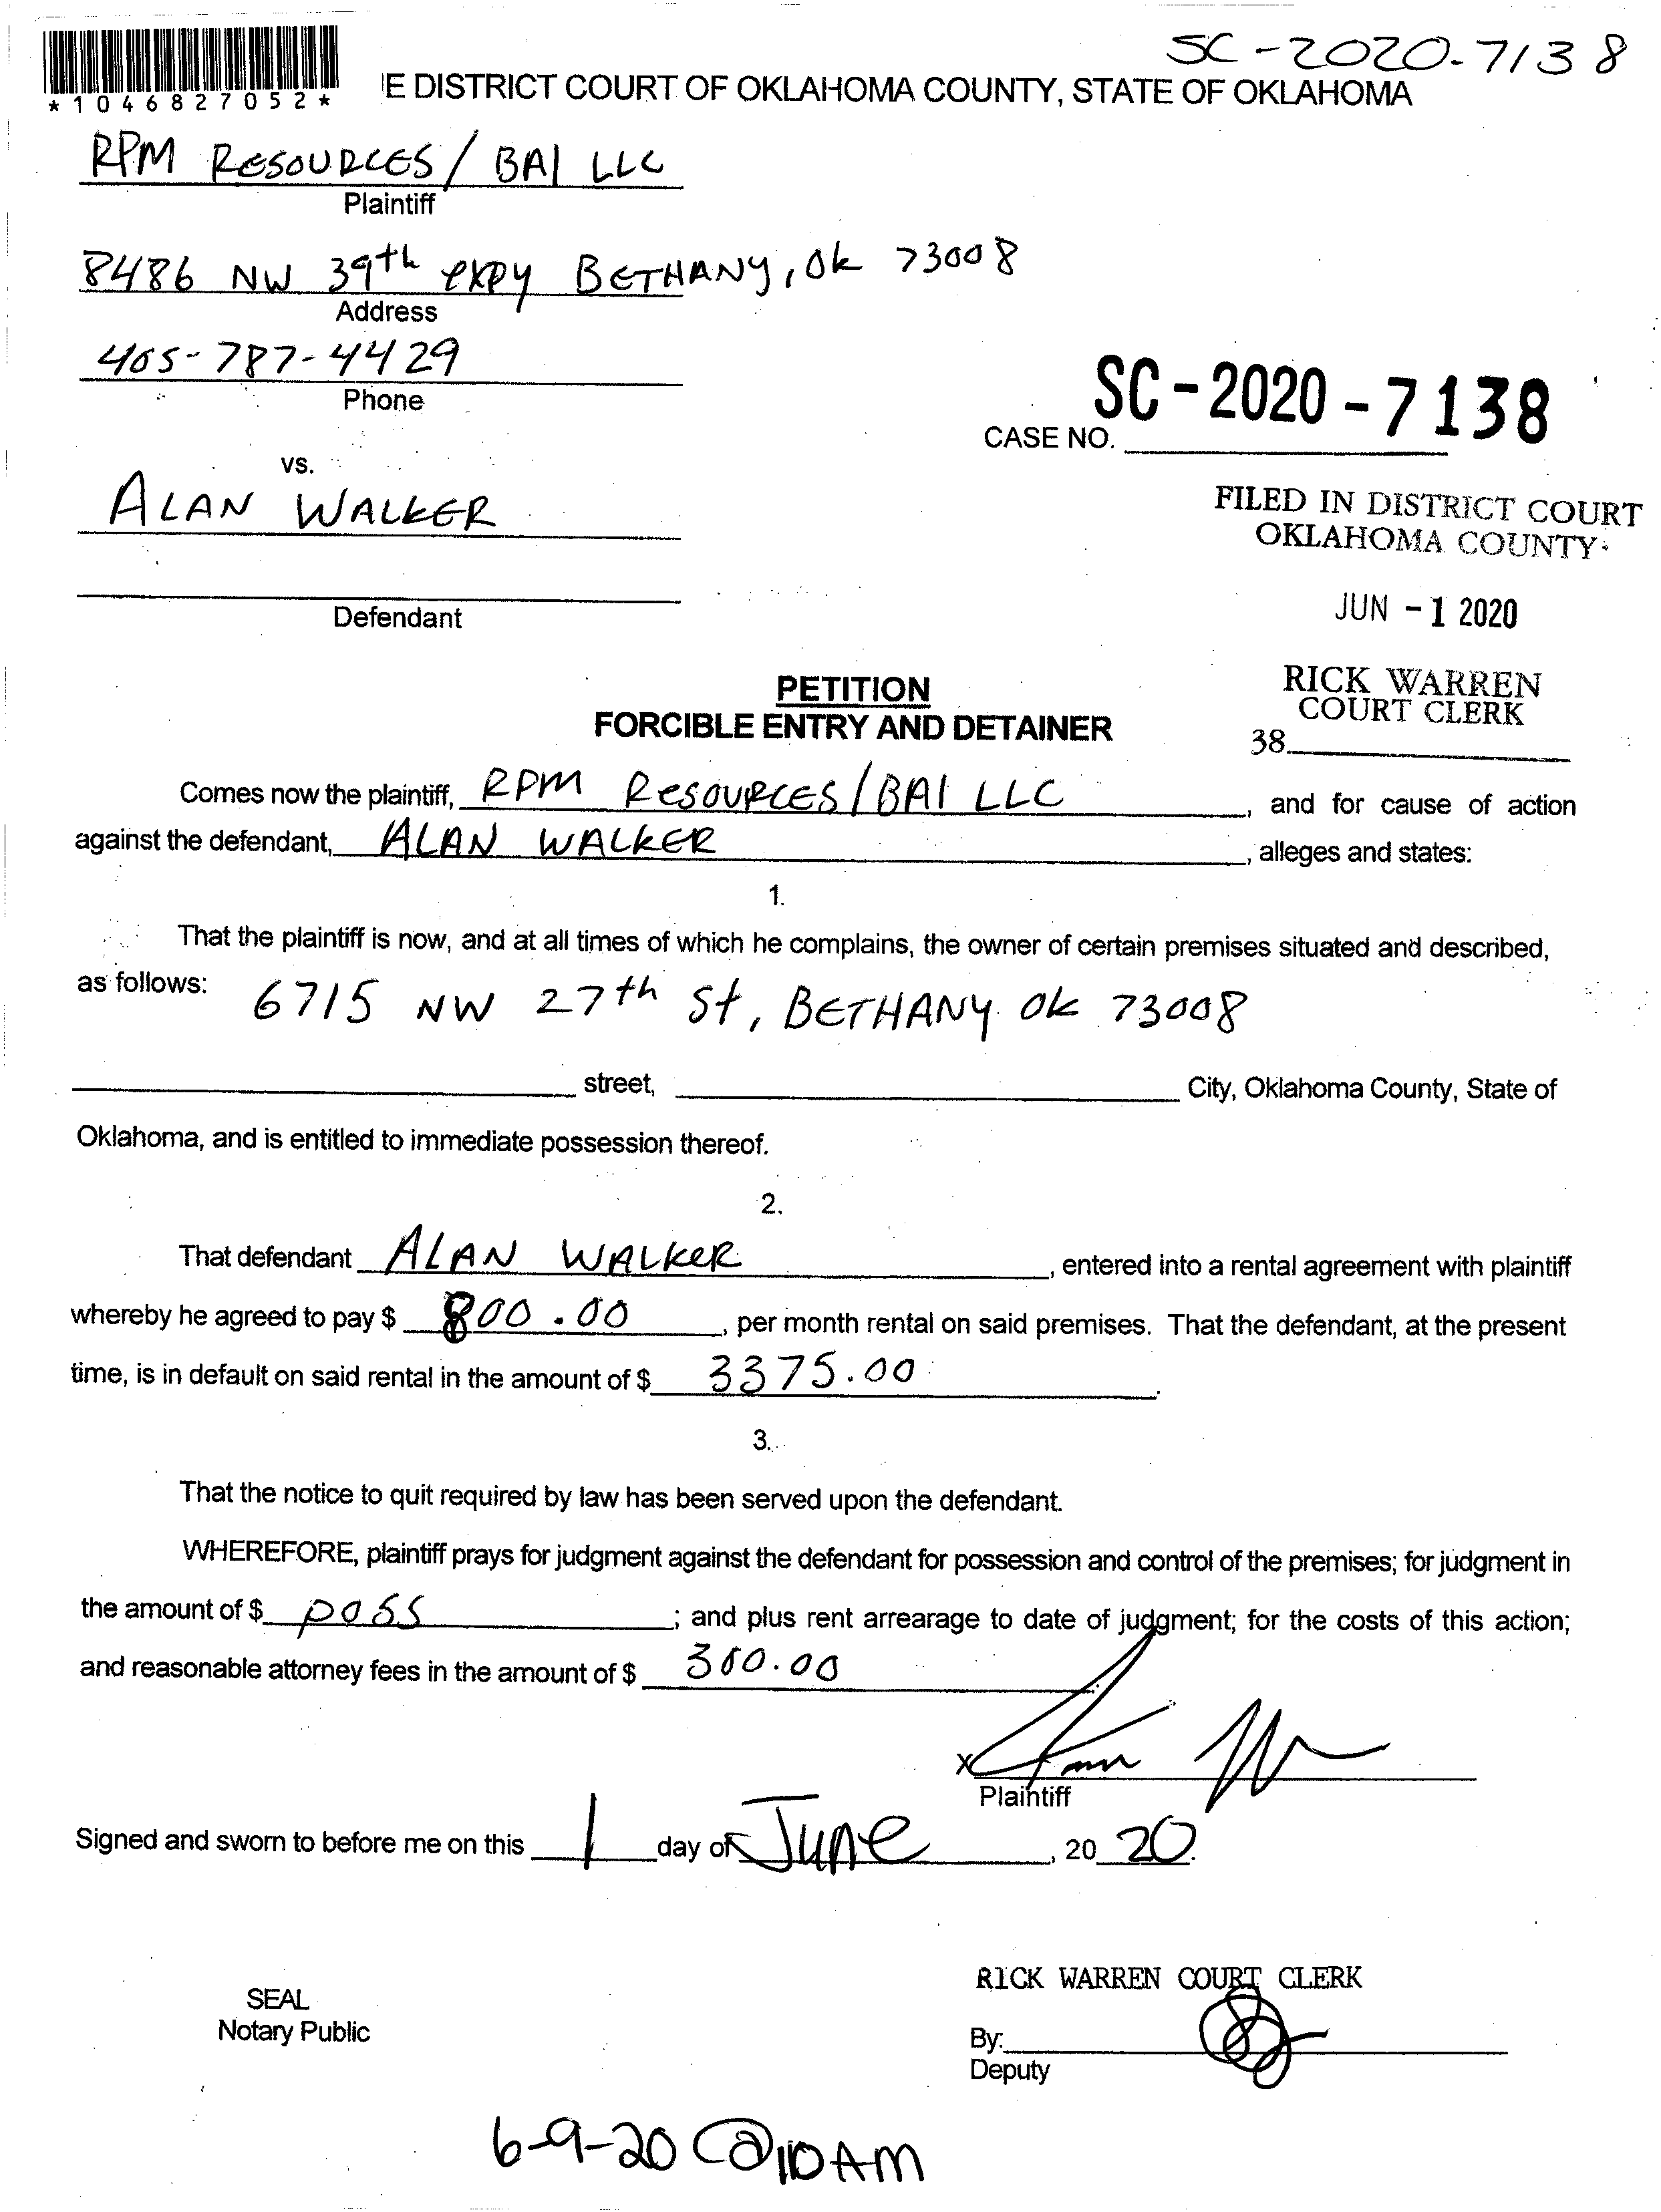 SC-2020-7138
*1046827052*
E DISTRICT COURT OF OKLAHOMA COUNTY, STATE OF OKLAHOMA
RPM RESOURCES / BAI LLC
Plaintiff
8486 NW 39th expy BETHANY, Ok 73008
Address
405-787-4429
Phone
SC-2020-7138
CASE NO.
vs.
ALAN WALKER
FILED IN DISTRICT COURT
OKLAHOMA COUNTY
Defendant
JUN -1 2020
RICK WARREN
COURT CLERK
38
PETITION
FORCIBLE ENTRY AND DETAINER
Comes now the plaintiff, RPM RESOURCES / BAI LLC, and for cause of action
against the defendant, ALAN WALKER, alleges and states:
1.
That the plaintiff is now, and at all times of which he complains, the owner of certain premises situated and described,
as follows: 6715 NW 27th St, BETHANY Ok 73008
street, City, Oklahoma County, State of
Oklahoma, and is entitled to immediate possession thereof.
2.
That defendant ALAN WALKER, entered into a rental agreement with plaintiff
whereby he agreed to pay $ 800.00, per month rental on said premises. That the defendant, at the present
time, is in default on said rental in the amount of $ 3375.00.
3.
That the notice to quit required by law has been served upon the defendant.
WHEREFORE, plaintiff prays for judgment against the defendant for possession and control of the premises; for judgment in
the amount of $ poss; and plus rent arrearage to date of judgment; for the costs of this action;
and reasonable attorney fees in the amount of $ 300.00.
X
Plaintiff
Signed and sworn to before me on this 1 day of June, 20 20.
RICK WARREN COURT CLERK
SEAL
Notary Public
By:
Deputy
6-9-20 @ 10 AM